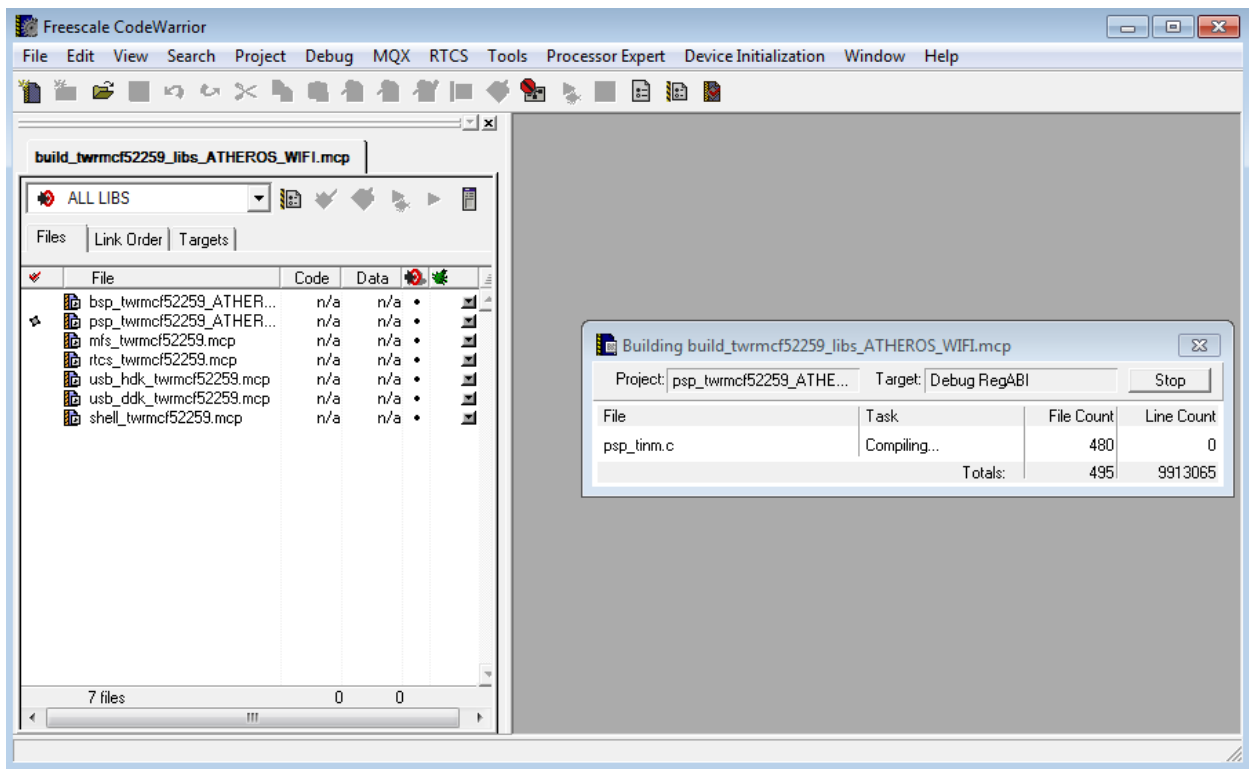 Freescale CodeWarrior
File Edit View Search Project Debug MQX RTCS Tools Processor Expert Device Initialization Window Help
build_twrmcf52259_libs_ATHEROS_WIFI.mcp
ALL LIBS
Files Link Order Targets
File Code Data
bsp_twrmcf52259_ATHER... n/a n/a •
psp_twrmcf52259_ATHER... n/a n/a •
mfs_twrmcf52259.mcp n/a n/a •
rtcs_twrmcf52259.mcp n/a n/a •
usb_hdk_twrmcf52259.mcp n/a n/a •
usb_ddk_twrmcf52259.mcp n/a n/a •
shell_twrmcf52259.mcp n/a n/a •
7 files 0 0
Building build_twrmcf52259_libs_ATHEROS_WIFI.mcp
Project: psp_twrmcf52259_ATHE... Target: Debug RegABI Stop
File Task File Count Line Count
psp_tinm.c Compiling... 480 0
Totals: 495 9913065